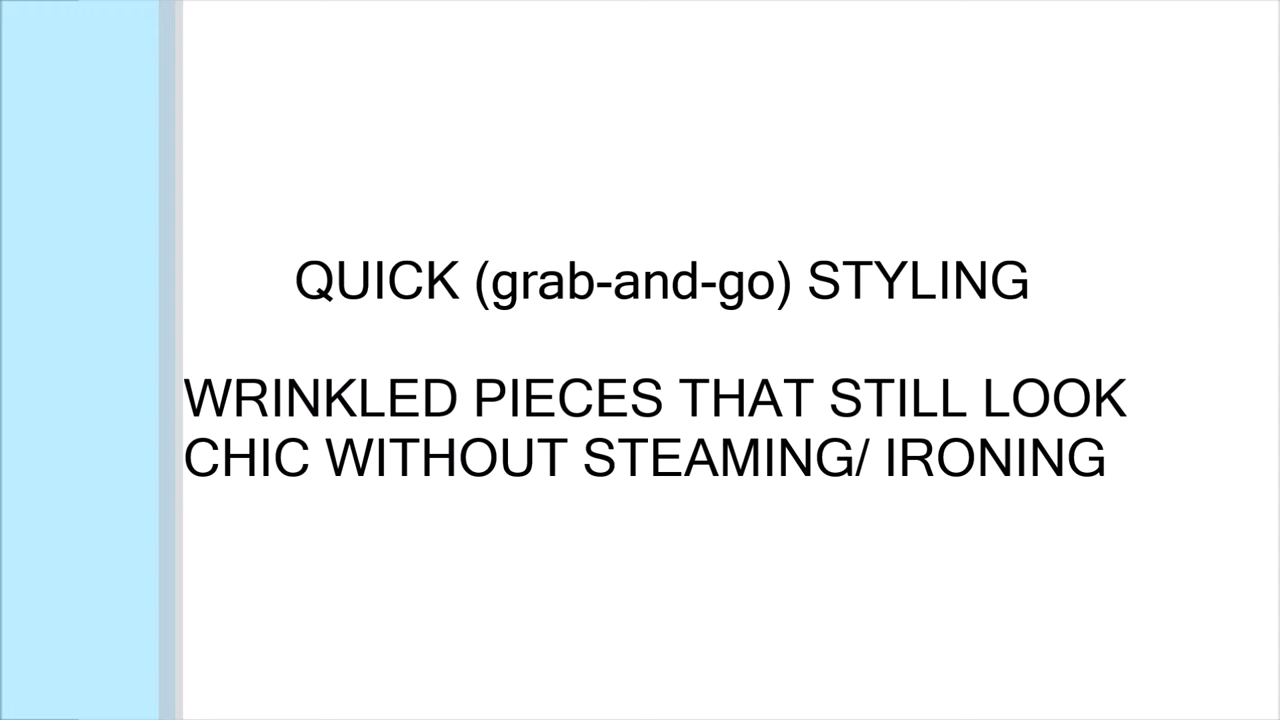 QUICK (grab-and-go) STYLING
WRINKLED PIECES THAT STILL LOOK
CHIC WITHOUT STEAMING/ IRONING